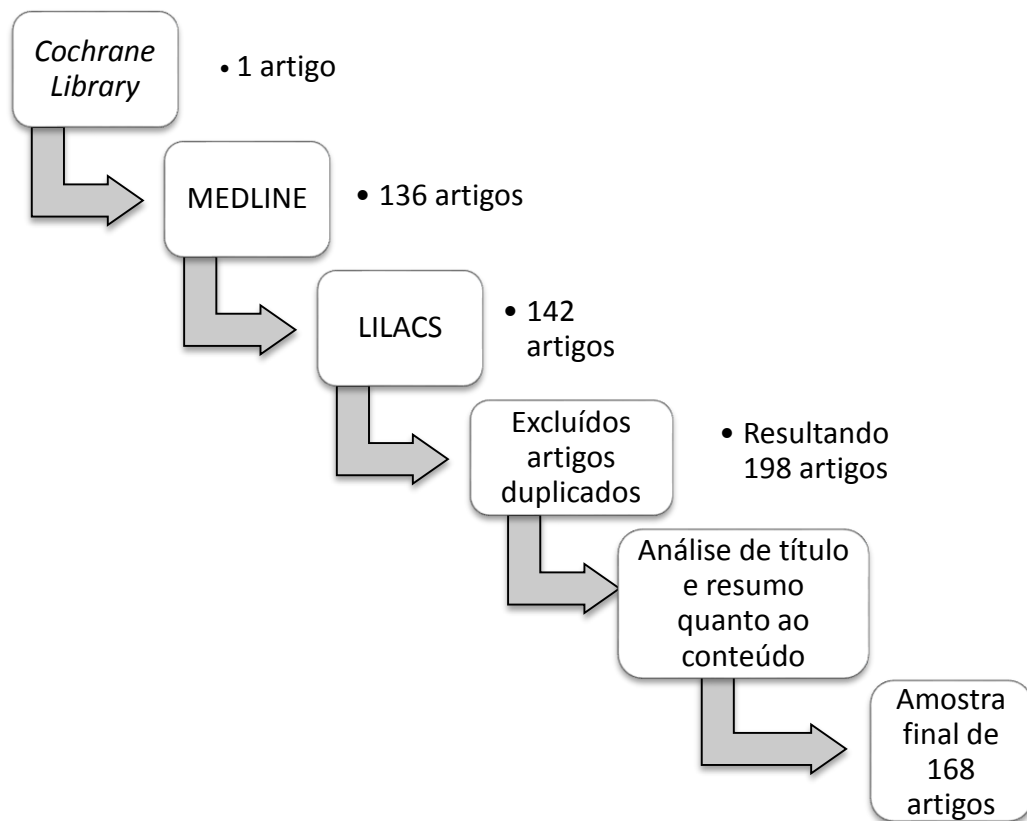 Cochrane
Library
• 1 artigo
MEDLINE
• 136 artigos
LILACS
• 142
artigos
Excluídos
artigos
duplicados
• Resultando
198 artigos
Análise de título
e resumo
quanto ao
conteúdo
Amostra
final de
168
artigos